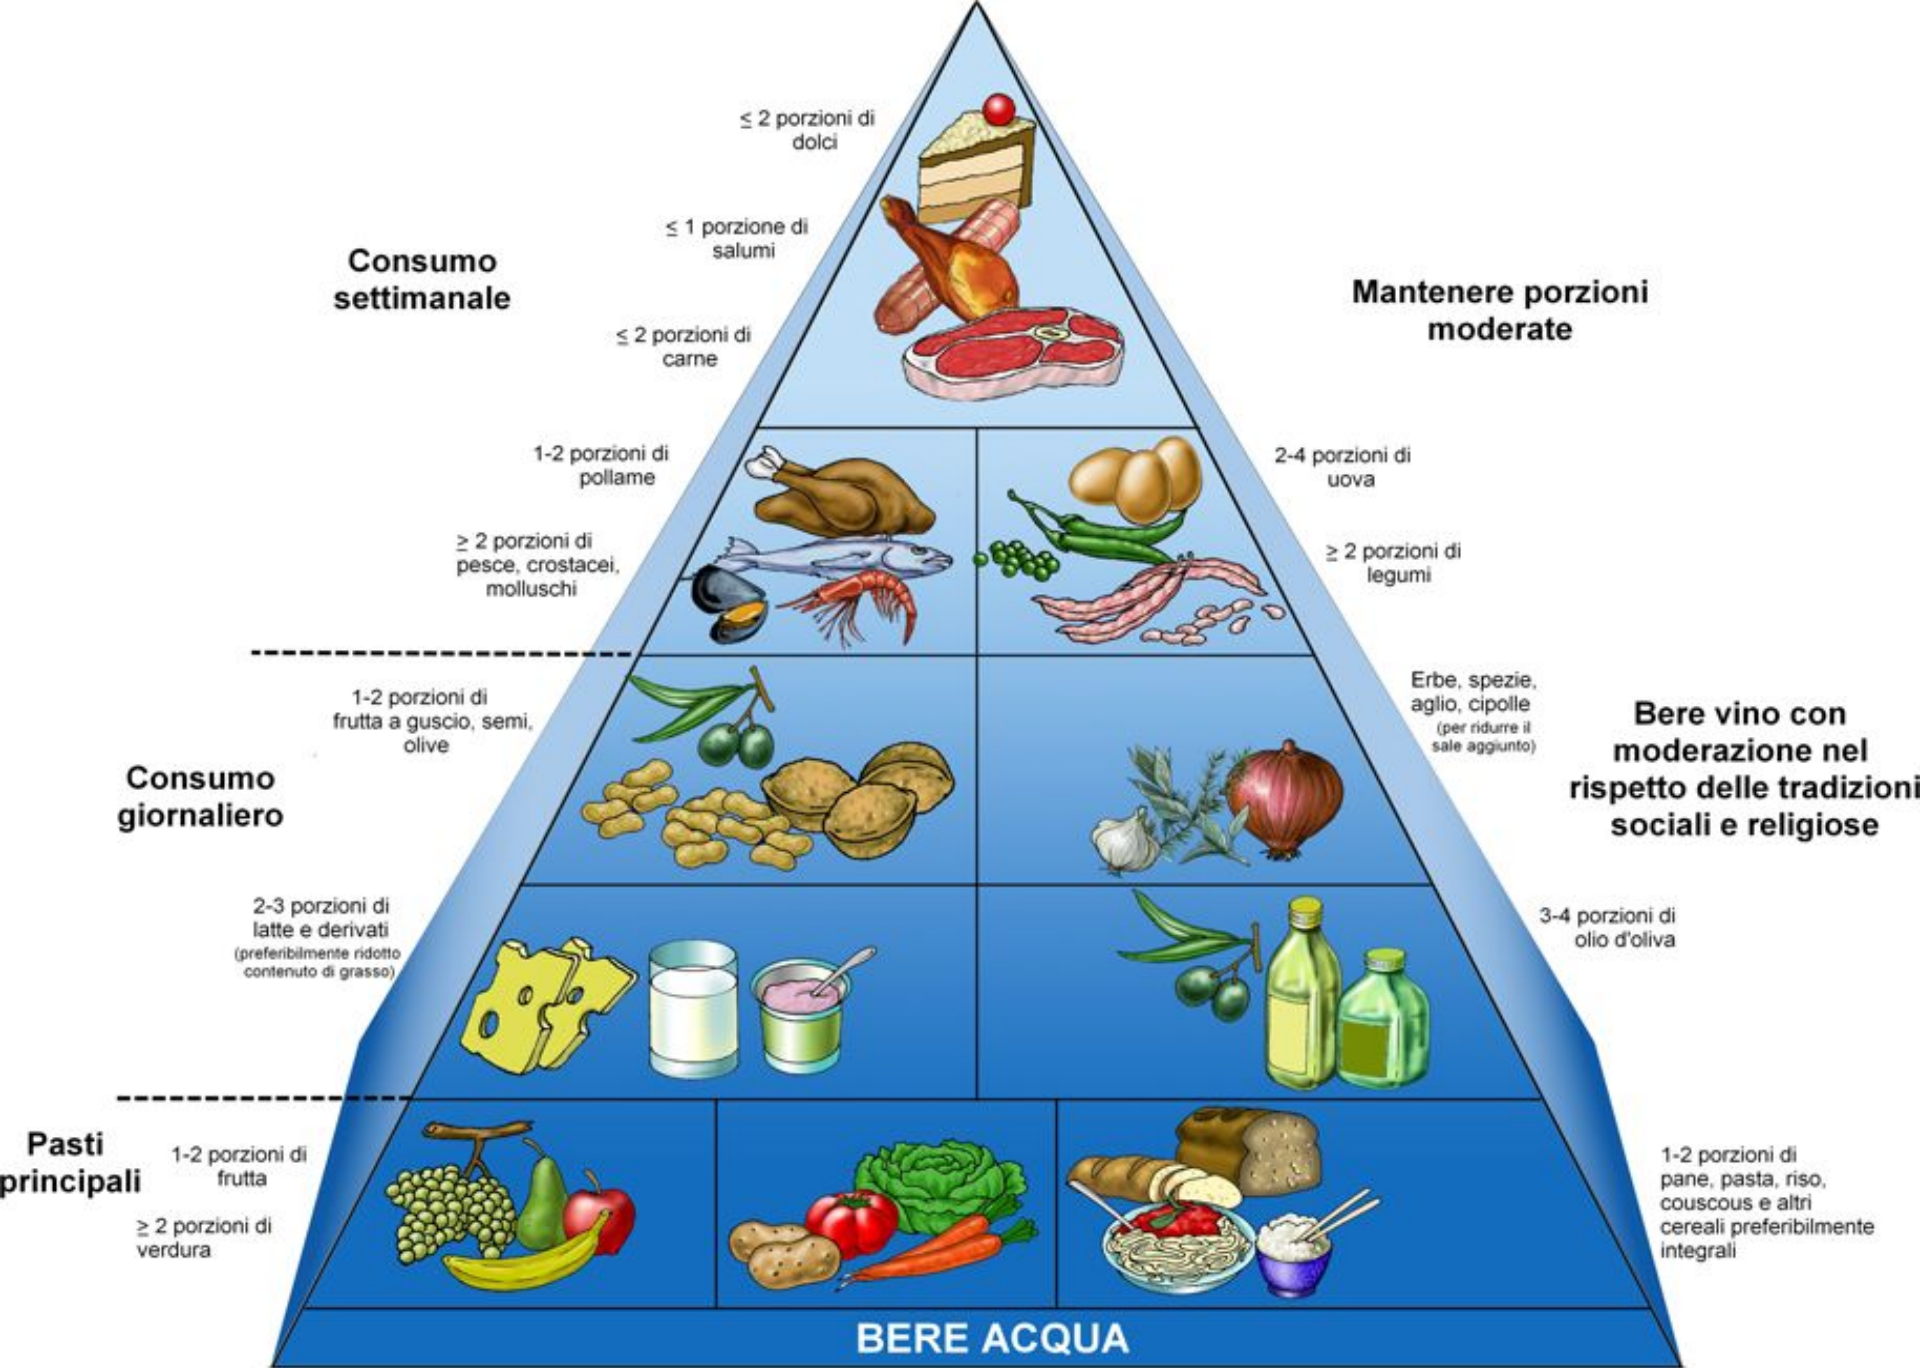 ≤ 2 porzioni di
dolci
≤ 1 porzione di
salumi
Consumo
settimanale
≤ 2 porzioni di
carne
Mantenere porzioni
moderate
1-2 porzioni di
pollame
2-4 porzioni di
uova
≥ 2 porzioni di
pesce, crostacei,
molluschi
≥ 2 porzioni di
legumi
1-2 porzioni di
frutta a guscio, semi,
olive
Erbe, spezie,
aglio, cipolle
(per ridurre il
sale aggiunto)
Consumo
giornaliero
Bere vino con
moderazione nel
rispetto delle tradizioni
sociali e religiose
2-3 porzioni di
latte e derivati
(preferibilmente ridotto
contenuto di grasso)
3-4 porzioni di
olio d'oliva
Pasti
principali
1-2 porzioni di
frutta
≥ 2 porzioni di
verdura
1-2 porzioni di
pane, pasta, riso,
couscous e altri
cereali preferibilmente
integrali
BERE ACQUA